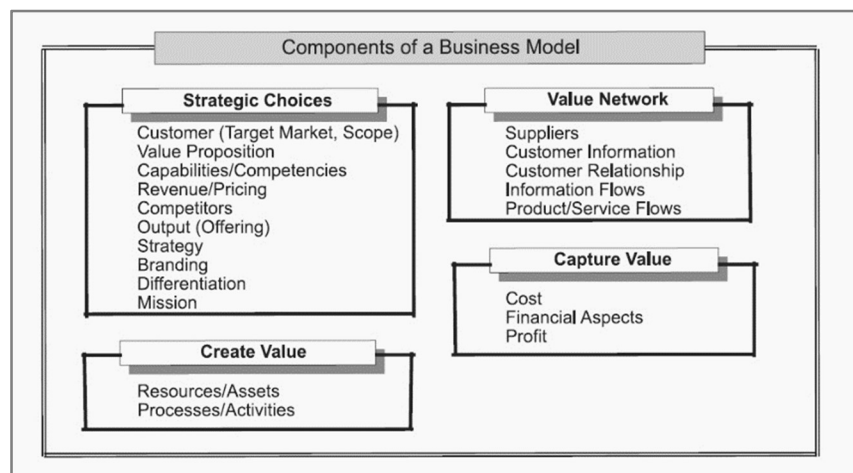 Components of a Business Model
Strategic Choices
Customer (Target Market, Scope)
Value Proposition
Capabilities/Competencies
Revenue/Pricing
Competitors
Output (Offering)
Strategy
Branding
Differentiation
Mission
Value Network
Suppliers
Customer Information
Customer Relationship
Information Flows
Product/Service Flows
Create Value
Resources/Assets
Processes/Activities
Capture Value
Cost
Financial Aspects
Profit